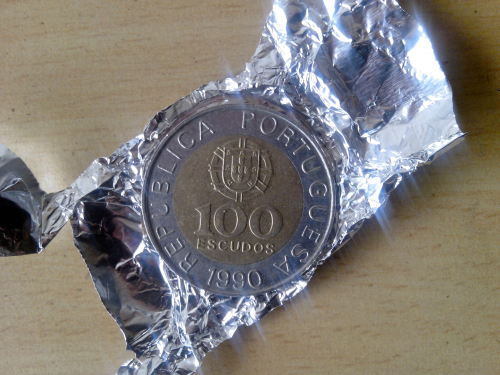 REPUBLICA PORTUGUESA
100
ESCUDOS
1990